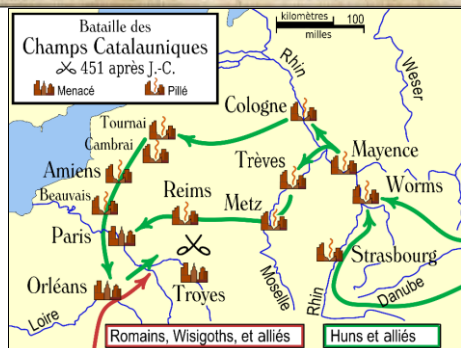 Bataille des
Champs Catalauniques
451 après J.-C.
Menacé
Pillé
kilomètres 100
milles
Rhin
Weser
Cologne
Tournai
Cambrai
Trèves
Mayence
Amiens
Beauvais
Reims
Metz
Worms
Paris
Strasbourg
Orléans
Troyes
Moselle
Rhin
Danube
Loire
Romains, Wisigoths, et alliés
Huns et alliés